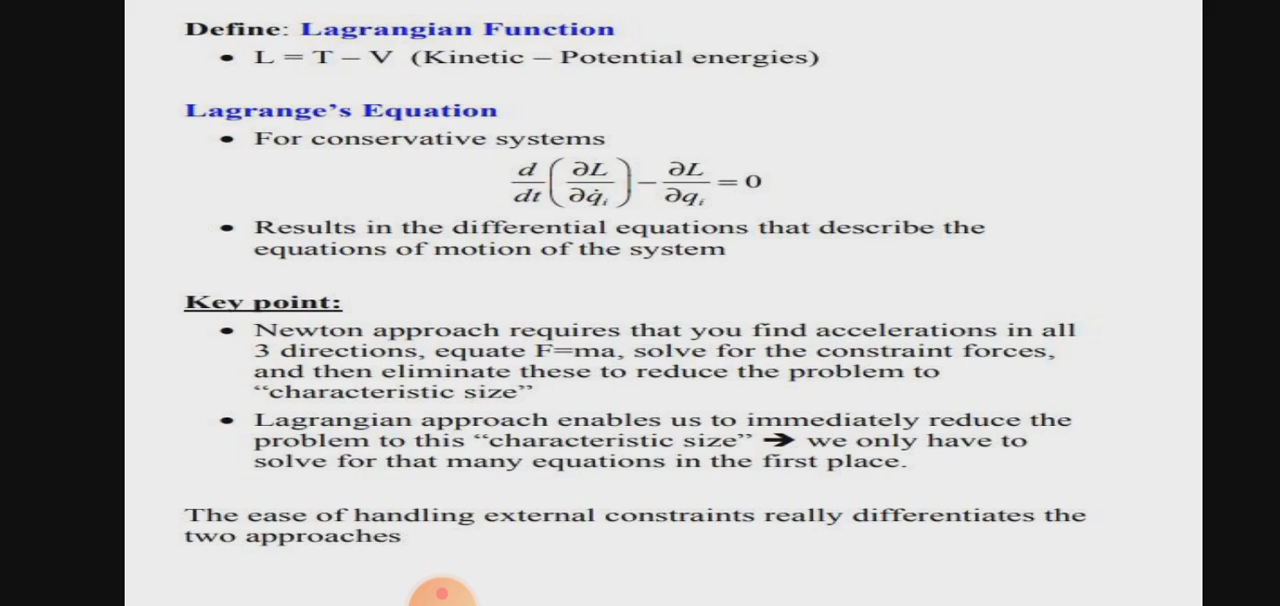 Define: Lagrangian Function
• L = T – V (Kinetic – Potential energies)
Lagrange's Equation
• For conservative systems
d/dt (∂L/∂q̇ᵢ) − ∂L/∂qᵢ = 0
• Results in the differential equations that describe the
equations of motion of the system
Key point:
• Newton approach requires that you find accelerations in all
3 directions, equate F=ma, solve for the constraint forces,
and then eliminate these to reduce the problem to
“characteristic size”
• Lagrangian approach enables us to immediately reduce the
problem to this “characteristic size” ➔ we only have to
solve for that many equations in the first place.
The ease of handling external constraints really differentiates the
two approaches